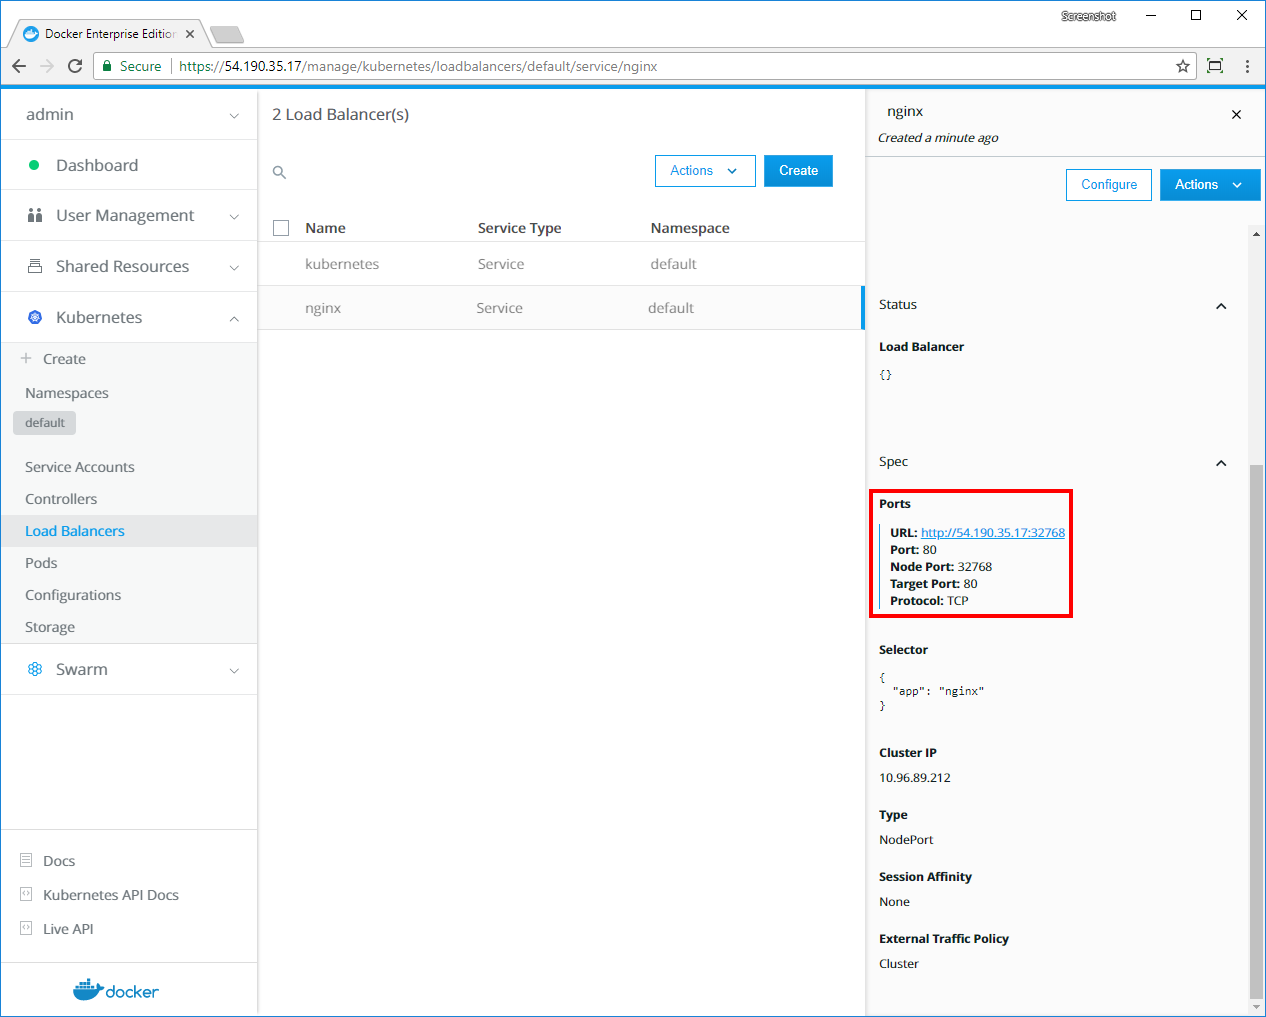 Screenshot
Docker Enterprise Edition
Secure https://54.190.35.17/manage/kubernetes/loadbalancers/default/service/nginx
admin
Dashboard
User Management
Shared Resources
Kubernetes
Create
Namespaces
default
Service Accounts
Controllers
Load Balancers
Pods
Configurations
Storage
Swarm
Docs
Kubernetes API Docs
Live API
docker
2 Load Balancer(s)
Actions
Create
Name Service Type Namespace
kubernetes Service default
nginx Service default
nginx
Created a minute ago
Configure
Actions
Status
Load Balancer
{}
Spec
Ports
URL: http://54.190.35.17:32768
Port: 80
Node Port: 32768
Target Port: 80
Protocol: TCP
Selector
{
"app": "nginx"
}
Cluster IP
10.96.89.212
Type
NodePort
Session Affinity
None
External Traffic Policy
Cluster